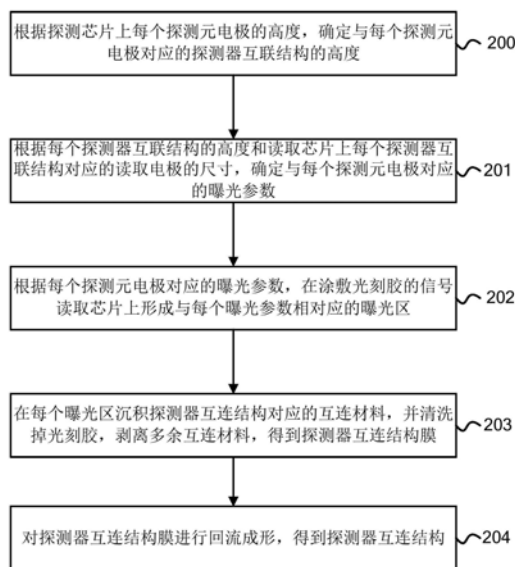 根据探测芯片上每个探测元电极的高度，确定与每个探测元
电极对应的探测器互联结构的高度
200
根据每个探测器互联结构的高度和读取芯片上每个探测器互
联结构对应的读取电极的尺寸，确定与每个探测元电极对应
的曝光参数
201
根据每个探测元电极对应的曝光参数，在涂敷光刻胶的信号
读取芯片上形成与每个曝光参数相对应的曝光区
202
在每个曝光区沉积探测器互连结构对应的互连材料，并清洗
掉光刻胶，剥离多余互连材料，得到探测器互连结构膜
203
对探测器互连结构膜进行回流成形，得到探测器互连结构
204